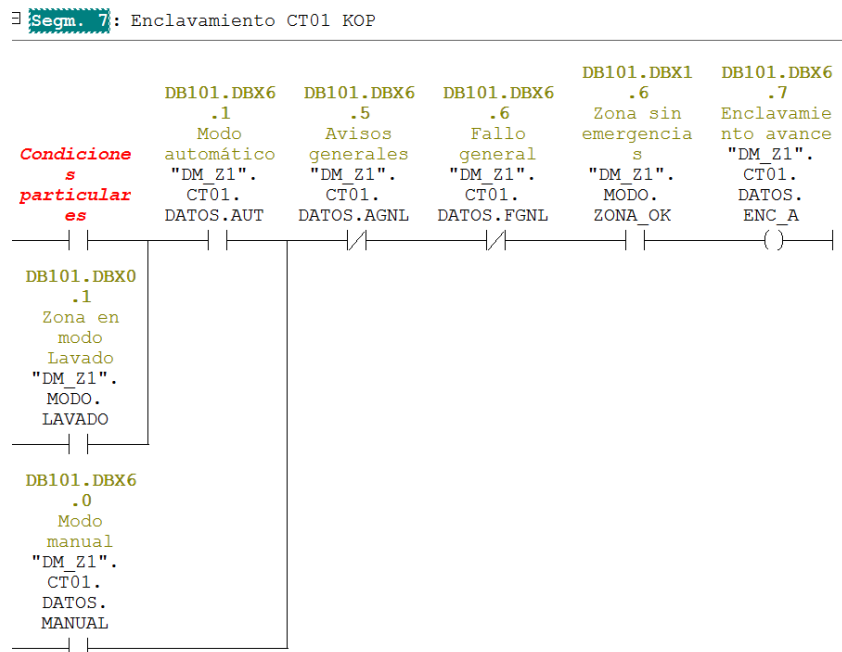 Segm. 7: Enclavamiento CT01 KOP
Condicione
s
particular
es
DB101.DBX6
.1
Modo
automático
"DM_Z1".
CT01.
DATOS.AUT
DB101.DBX6
.5
Avisos
generales
"DM_Z1".
CT01.
DATOS.AGNL
DB101.DBX6
.6
Fallo
general
"DM_Z1".
CT01.
DATOS.FGNL
DB101.DBX1
.6
Zona sin
emergencia
s
"DM_Z1".
MODO.
ZONA_OK
DB101.DBX6
.7
Enclavamie
nto avance
"DM_Z1".
CT01.
DATOS.
ENC_A
DB101.DBX0
.1
Zona en
modo
Lavado
"DM_Z1".
MODO.
LAVADO
DB101.DBX6
.0
Modo
manual
"DM_Z1".
CT01.
DATOS.
MANUAL